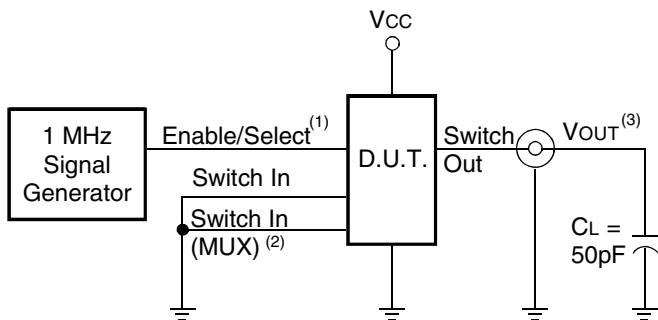 VCC
1 MHz
Signal
Generator
Enable/Select(1)
D.U.T.
Switch
Out
VOUT(3)
Switch In
Switch In
(MUX)(2)
CL =
50pF